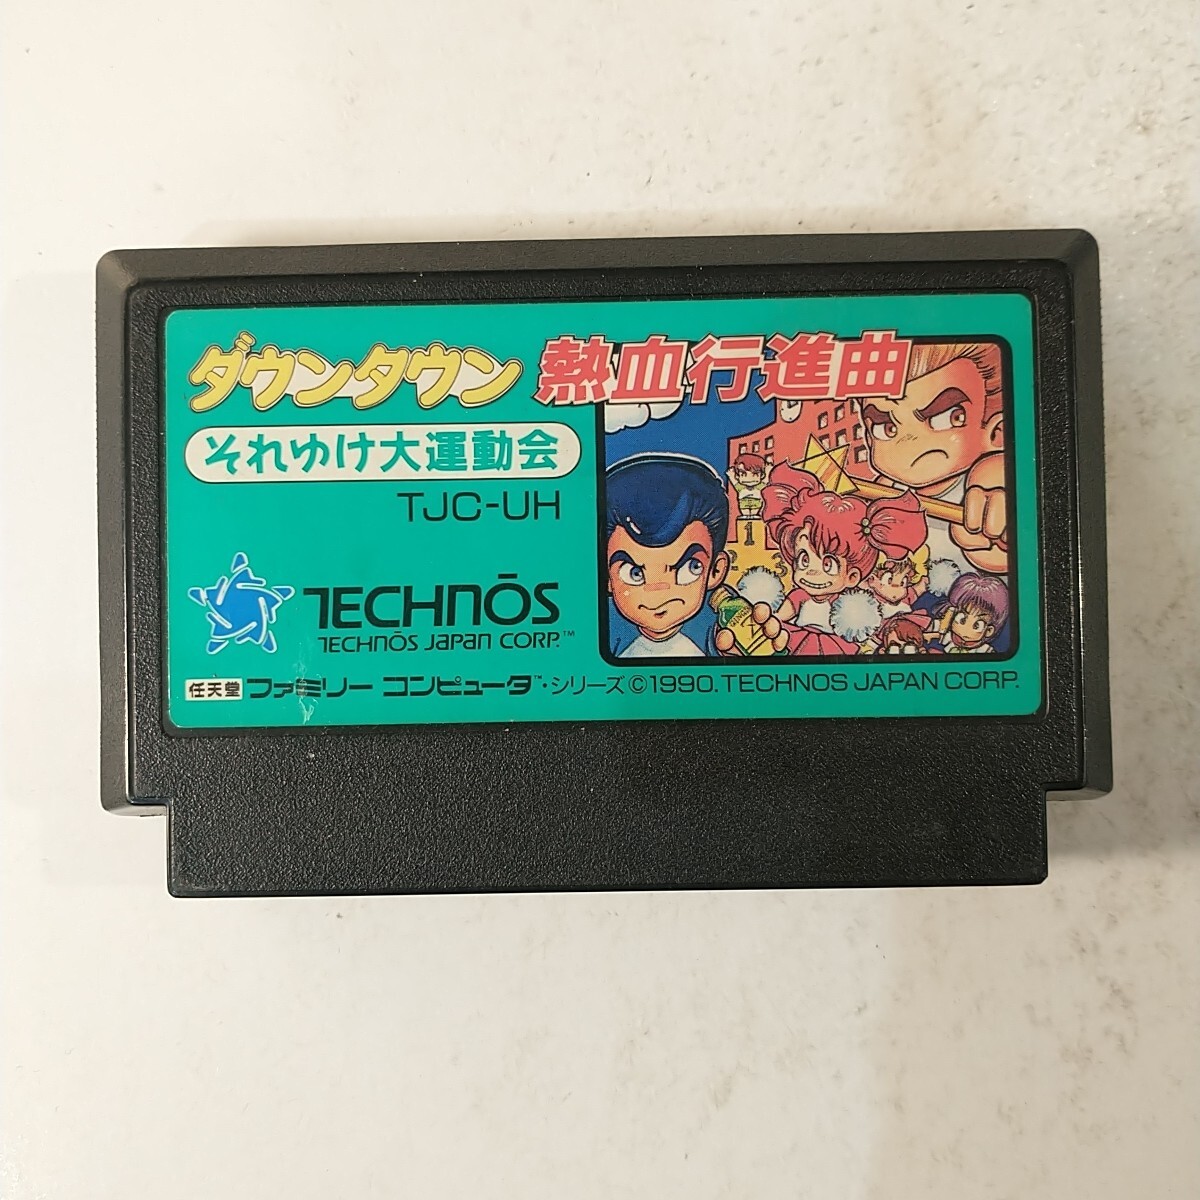 ダウンタウン 熱血行進曲
それゆけ大運動会
TJC-UH
TECHNŌS
TECHNŌS JAPAN CORP.™
任天堂 ファミリー コンピュータ™・シリーズ ©1990. TECHNOS JAPAN CORP.
1